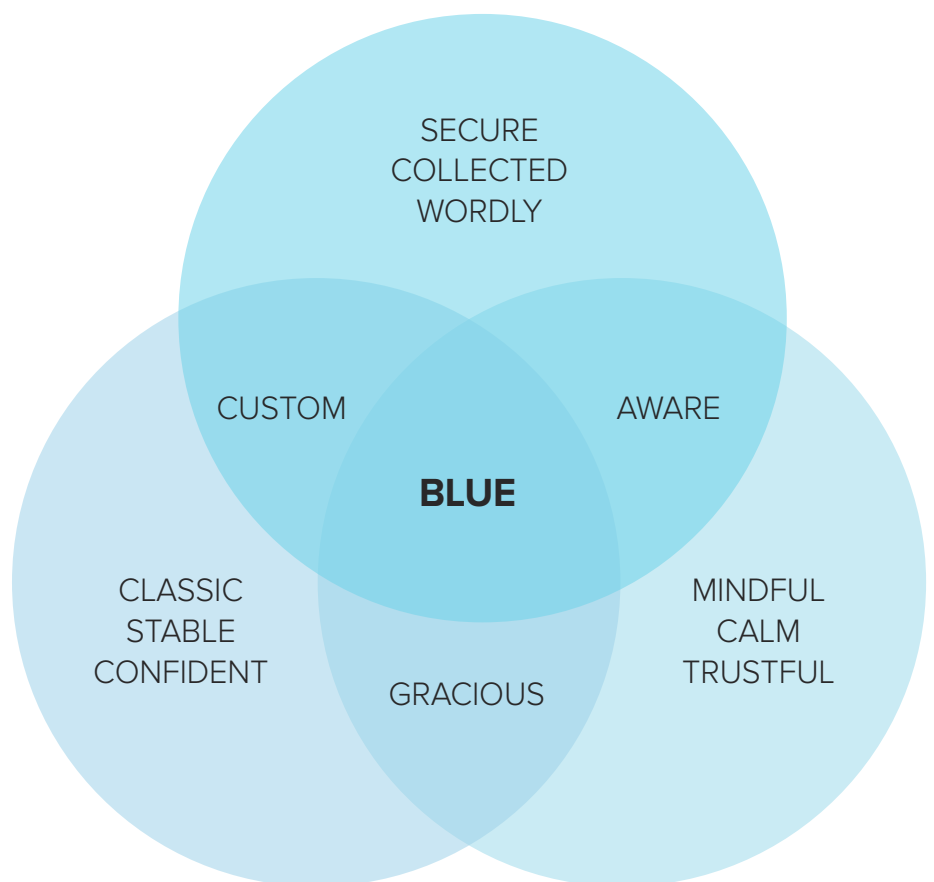 SECURE
COLLECTED
WORDLY
CUSTOM
AWARE
BLUE
CLASSIC
STABLE
CONFIDENT
MINDFUL
CALM
TRUSTFUL
GRACIOUS